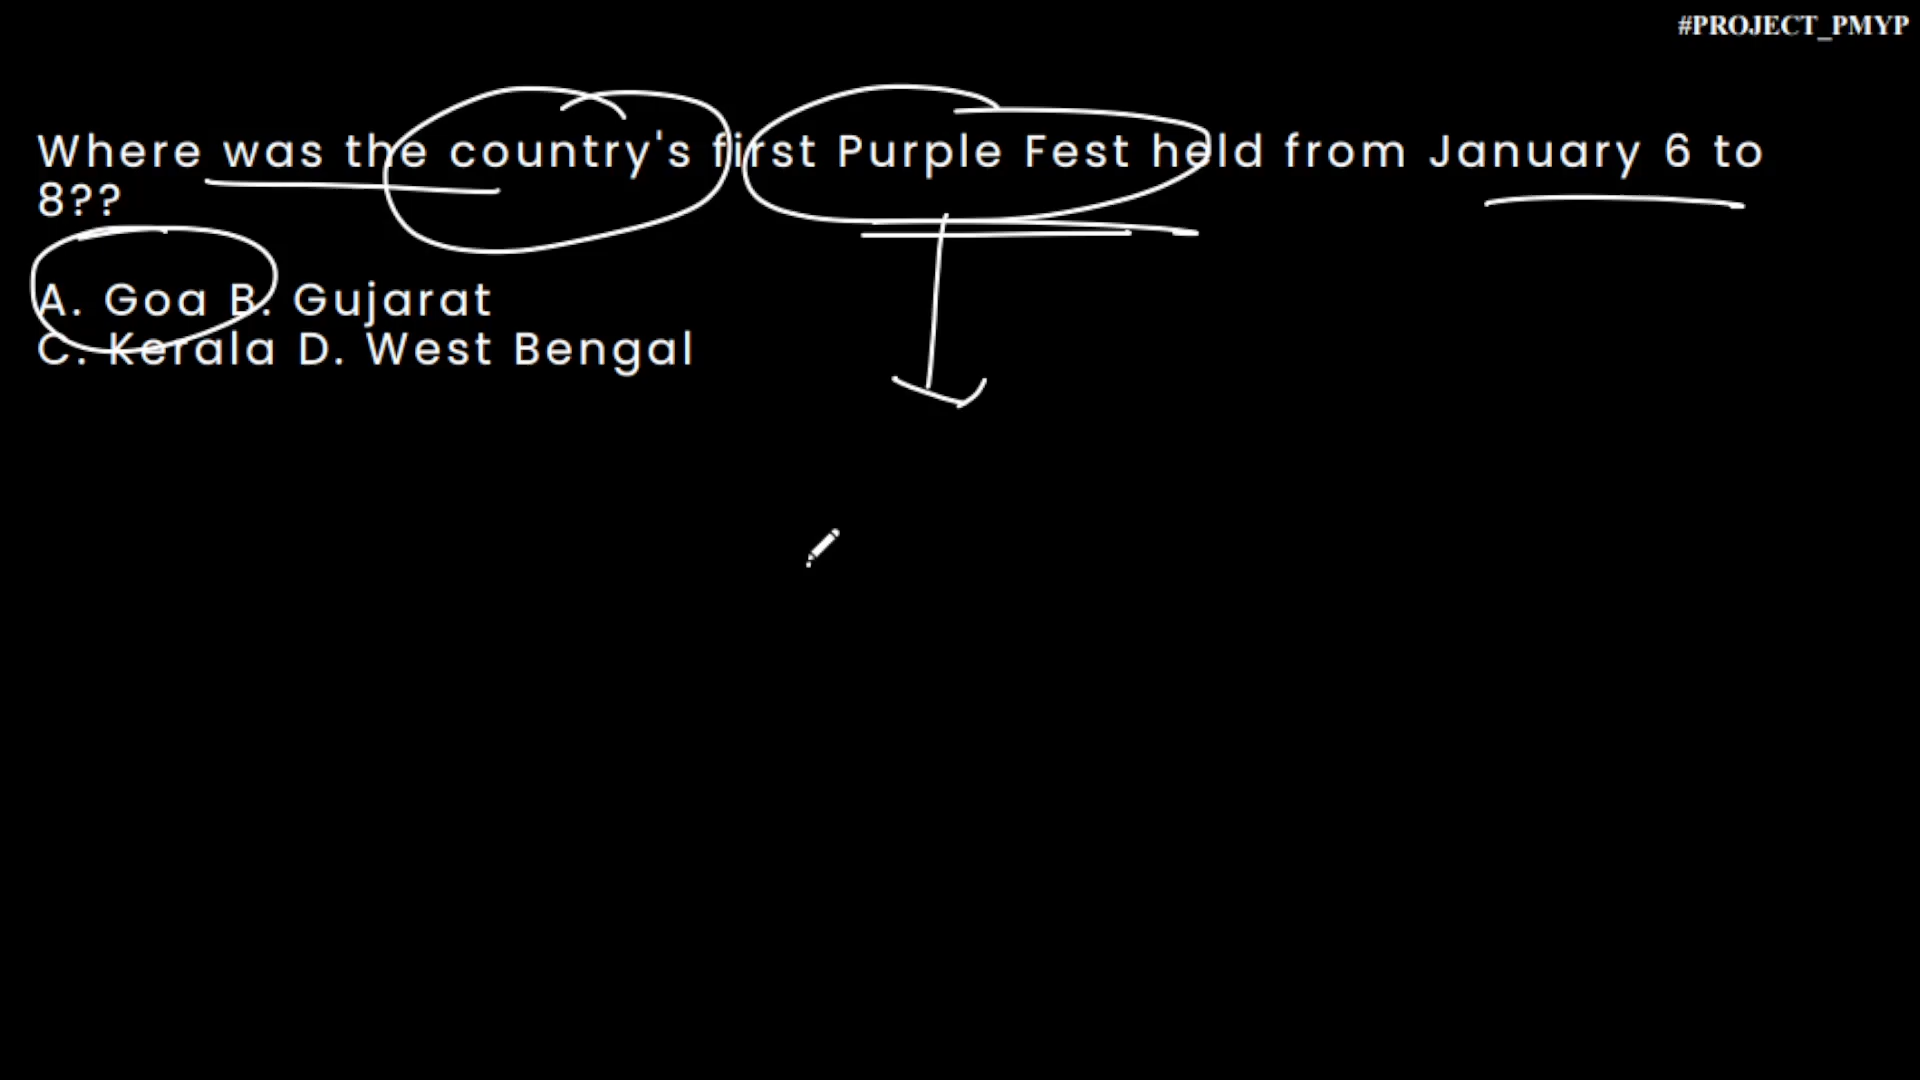 #PROJECT_PMYP
Where was the country's first Purple Fest held from January 6 to
8??
A. Goa B. Gujarat
C. Kerala D. West Bengal